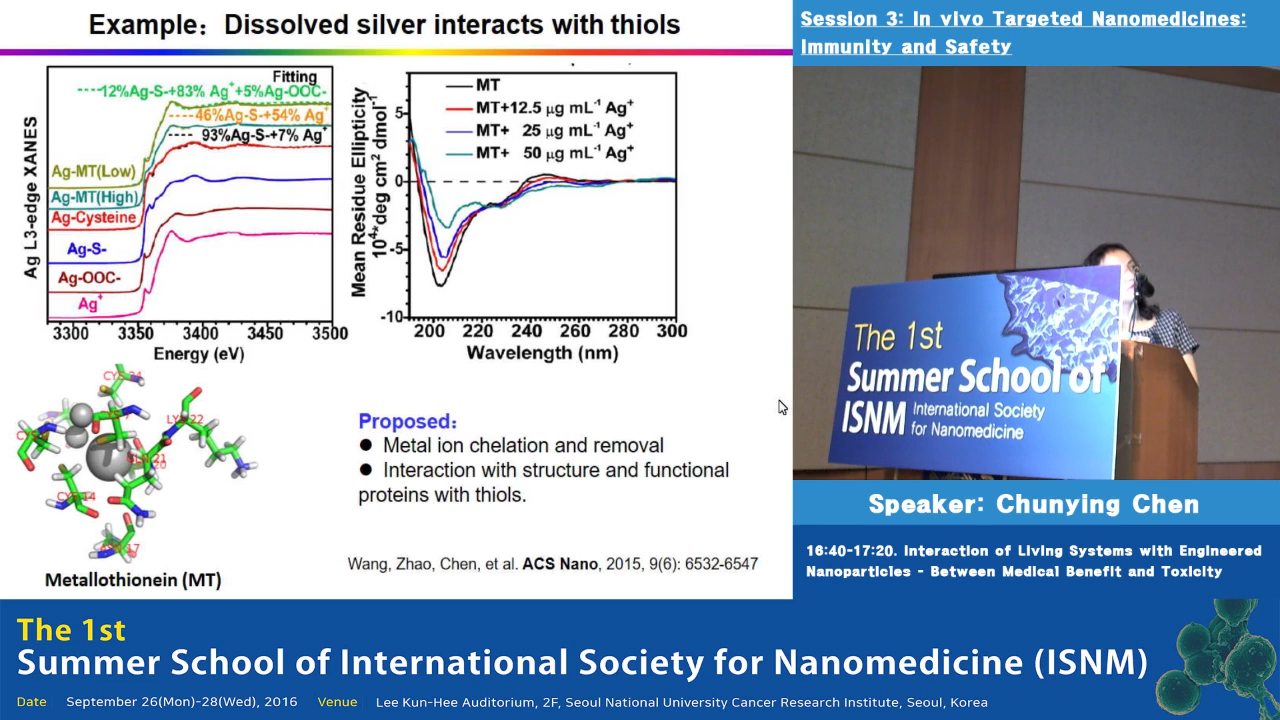 Example: Dissolved silver interacts with thiols
Session 3: In vivo Targeted Nanomedicines:
Immunity and Safety
Ag L3-edge XANES
Fitting
12%Ag-S-+83% Ag⁺+5%Ag-OOC-
46%Ag-S-+54% Ag⁺
93%Ag-S-+7% Ag⁺
Ag-MT(Low)
Ag-MT(High)
Ag-Cysteine
Ag-S-
Ag-OOC-
Ag⁺
3300 3350 3400 3450 3500
Energy (eV)
Mean Residue Ellipticity
10⁴*deg cm² dmol⁻¹
MT
MT+12.5 µg mL⁻¹ Ag⁺
MT+ 25 µg mL⁻¹ Ag⁺
MT+ 50 µg mL⁻¹ Ag⁺
5
0
-5
-10
200 220 240 260 280 300
Wavelength (nm)
CYS-24
LYS-22
Metallothionein (MT)
Proposed:
● Metal ion chelation and removal
● Interaction with structure and functional
proteins with thiols.
Wang, Zhao, Chen, et al. ACS Nano, 2015, 9(6): 6532-6547
The 1st
Summer School of
ISNM International Society
for Nanomedicine
Speaker: Chunying Chen
16:40-17:20. Interaction of Living Systems with Engineered
Nanoparticles - Between Medical Benefit and Toxicity
The 1st
Summer School of International Society for Nanomedicine (ISNM)
Date September 26(Mon)-28(Wed), 2016 Venue Lee Kun-Hee Auditorium, 2F, Seoul National University Cancer Research Institute, Seoul, Korea